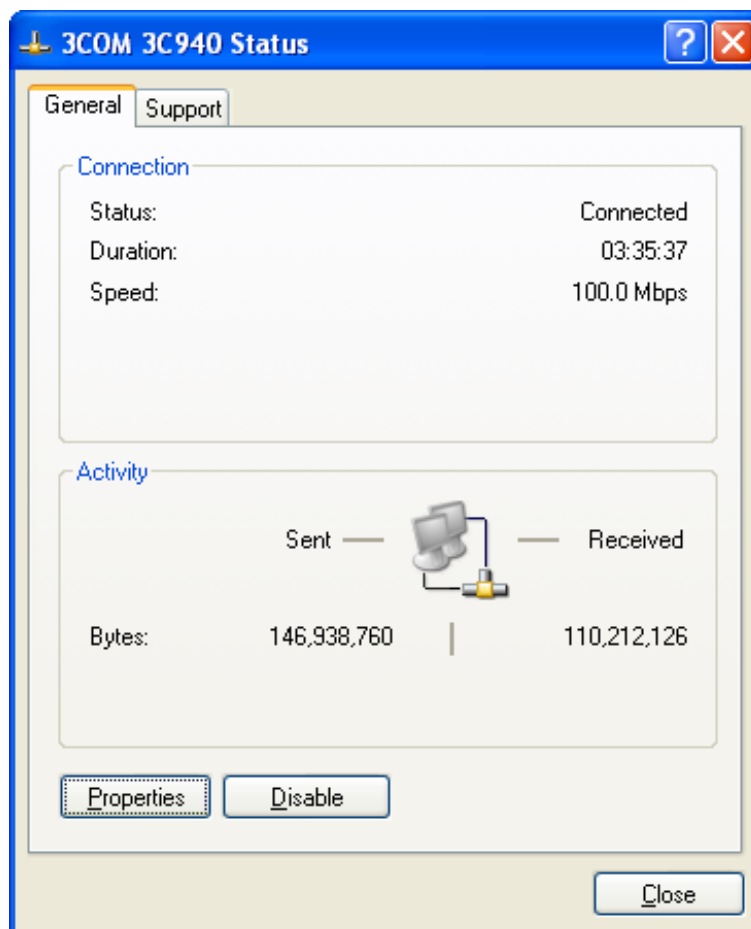 3COM 3C940 Status
General Support
Connection
Status: Connected
Duration: 03:35:37
Speed: 100.0 Mbps
Activity
Sent Received
Bytes: 146,938,760 110,212,126
Properties Disable
Close